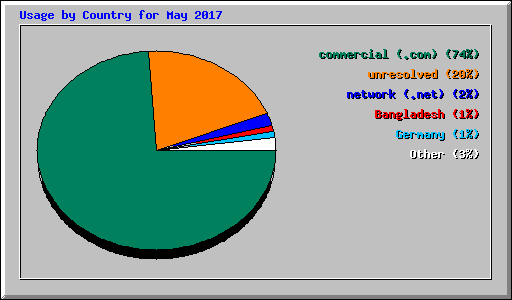 Usage by Country for May 2017
commercial (.com) (74%)
unresolved (20%)
network (.net) (2%)
Bangladesh (1%)
Germany (1%)
Other (3%)